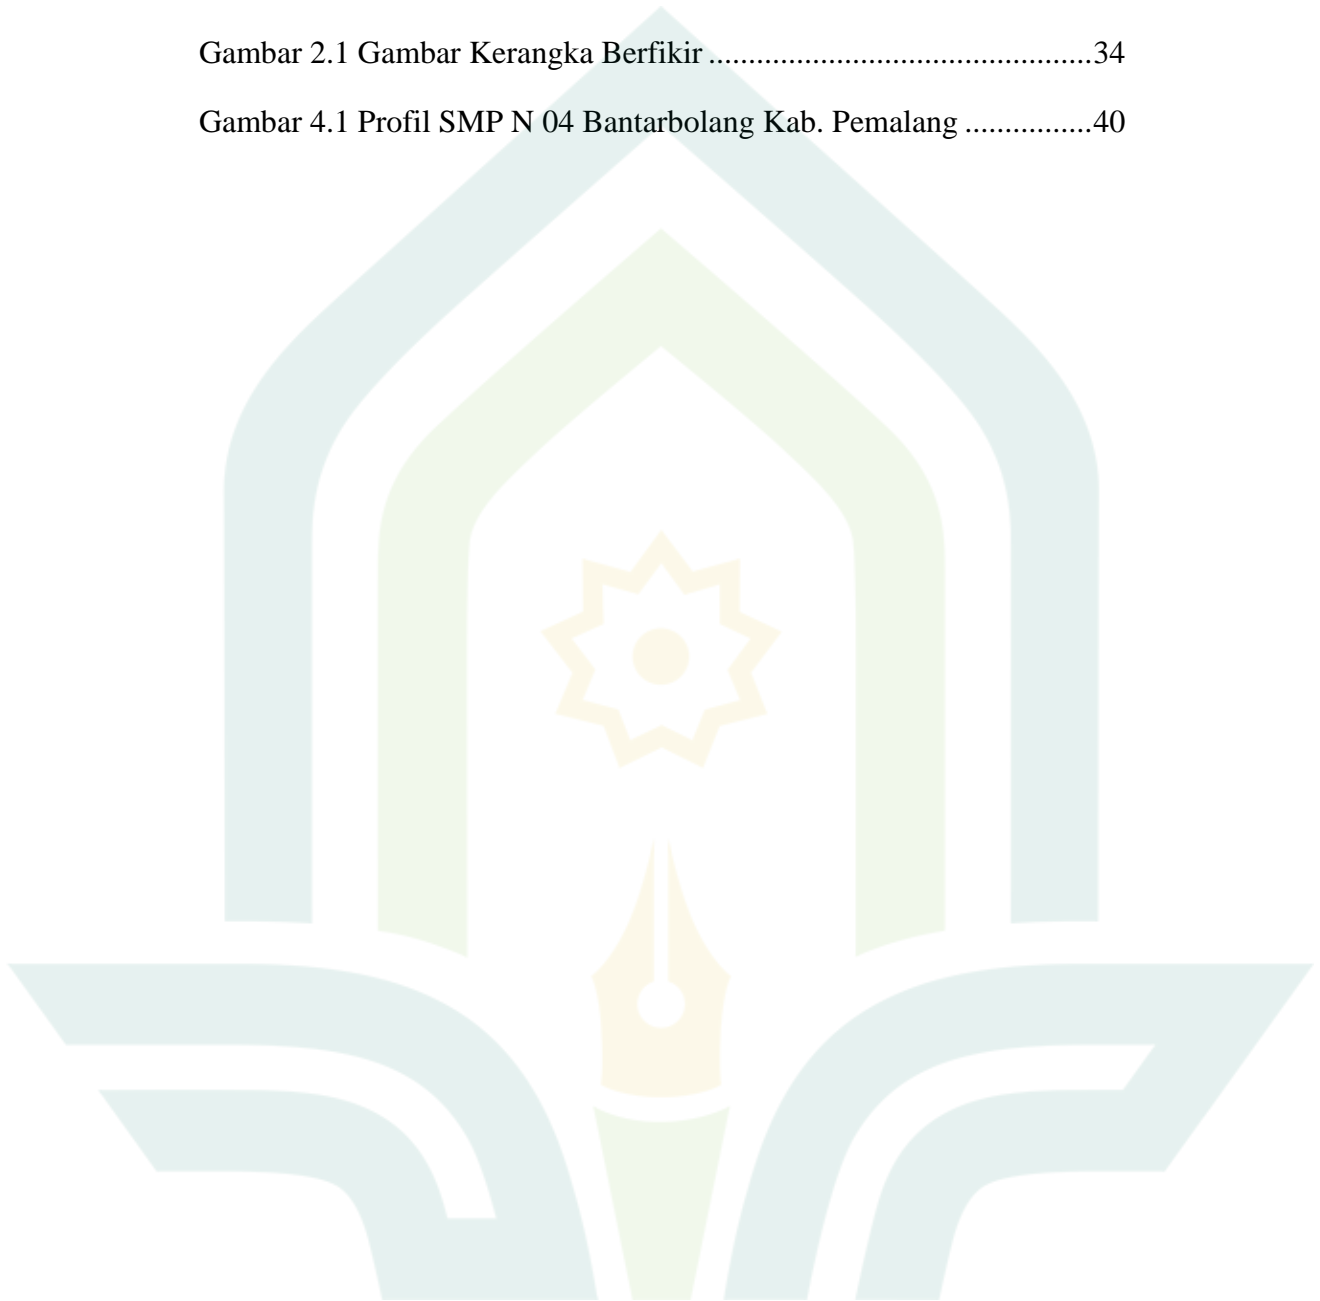 Gambar 2.1 Gambar Kerangka Berfikir ................................................34
Gambar 4.1 Profil SMP N 04 Bantarbolang Kab. Pemalang ................40